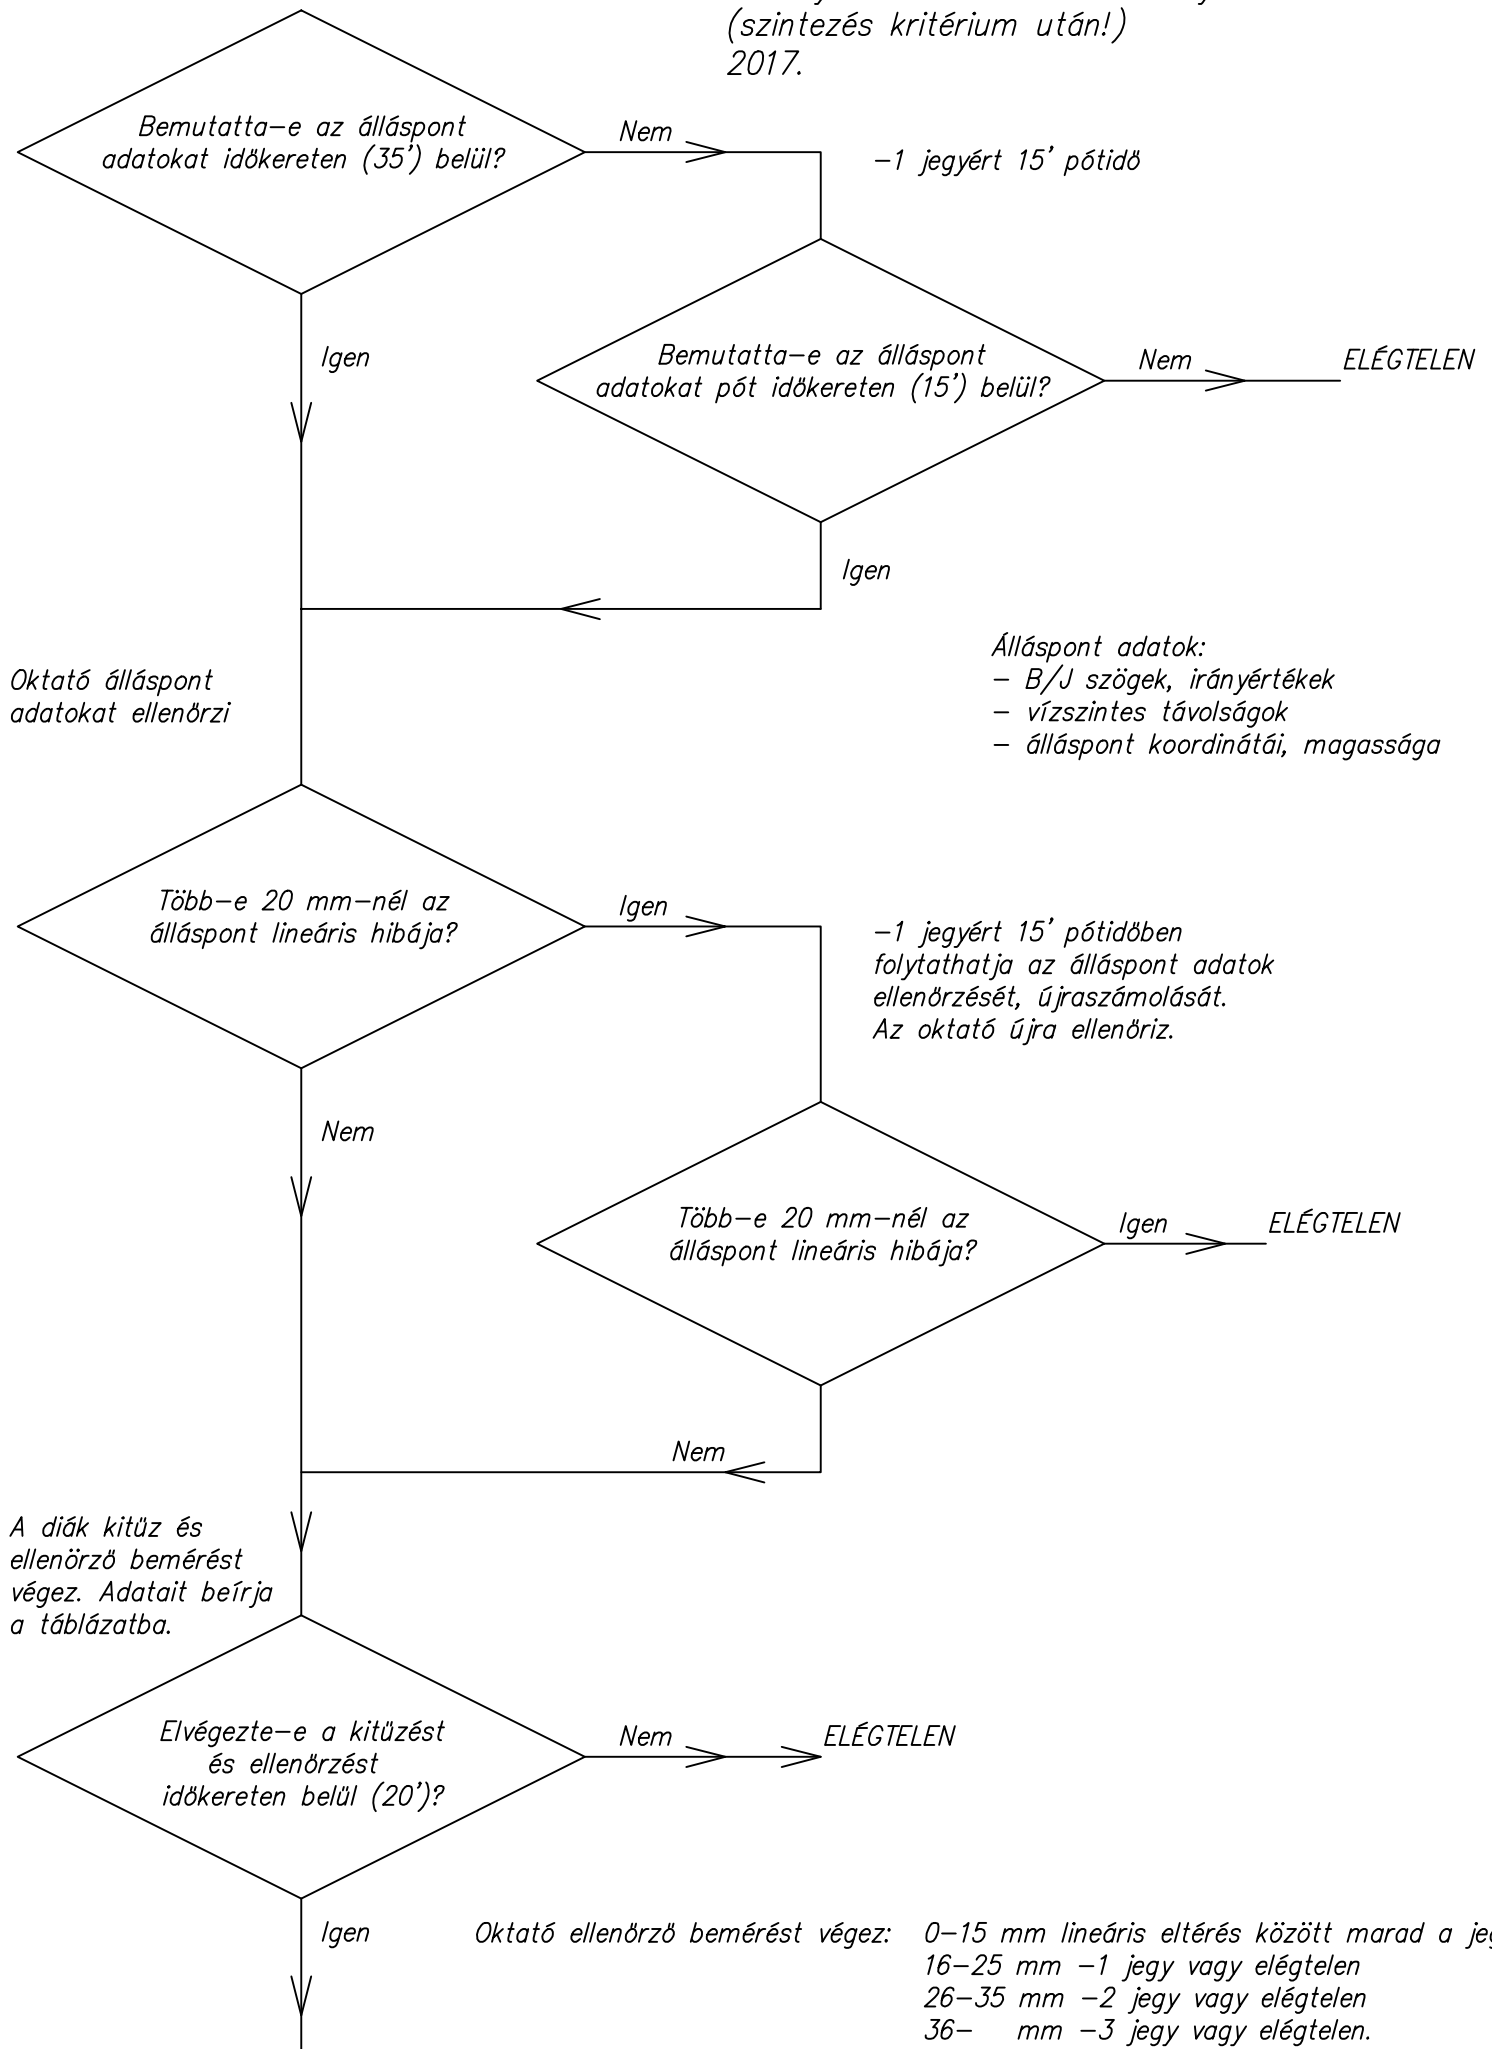 (szintezés kritérium után!)
2017.
Bemutatta-e az álláspont
adatokat időkereten (35') belül?
Nem
-1 jegyért 15' pótidő
Igen
Bemutatta-e az álláspont
adatokat pót időkereten (15') belül?
Nem
ELÉGTELEN
Igen
Oktató álláspont
adatokat ellenőrzi
Álláspont adatok:
- B/J szögek, irányértékek
- vízszintes távolságok
- álláspont koordinátái, magassága
Több-e 20 mm-nél az
álláspont lineáris hibája?
Igen
-1 jegyért 15' pótidőben
folytathatja az álláspont adatok
ellenőrzését, újraszámolását.
Az oktató újra ellenőriz.
Nem
Több-e 20 mm-nél az
álláspont lineáris hibája?
Igen
ELÉGTELEN
Nem
A diák kitűz és
ellenörző bemérést
végez. Adatait beírja
a táblázatba.
Elvégezte-e a kitűzést
és ellenőrzést
időkereten belül (20')?
Nem
ELÉGTELEN
Igen
Oktató ellenőrző bemérést végez:
0-15 mm lineáris eltérés között marad a
16-25 mm -1 jegy vagy elégtelen
26-35 mm -2 jegy vagy elégtelen
36- mm -3 jegy vagy elégtelen.